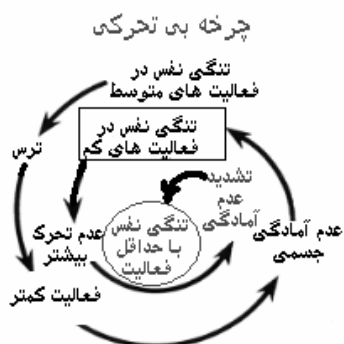 چرخه بی تحرکی
تنگی نفس در
فعالیت های متوسط
تنگی نفس در
فعالیت های کم
ترس
تشدید
عدم
آمادگی
تنگی نفس
با حداقل
فعالیت
عدم تحرک
بیشتر
عدم آمادگی
جسمی
فعالیت کمتر